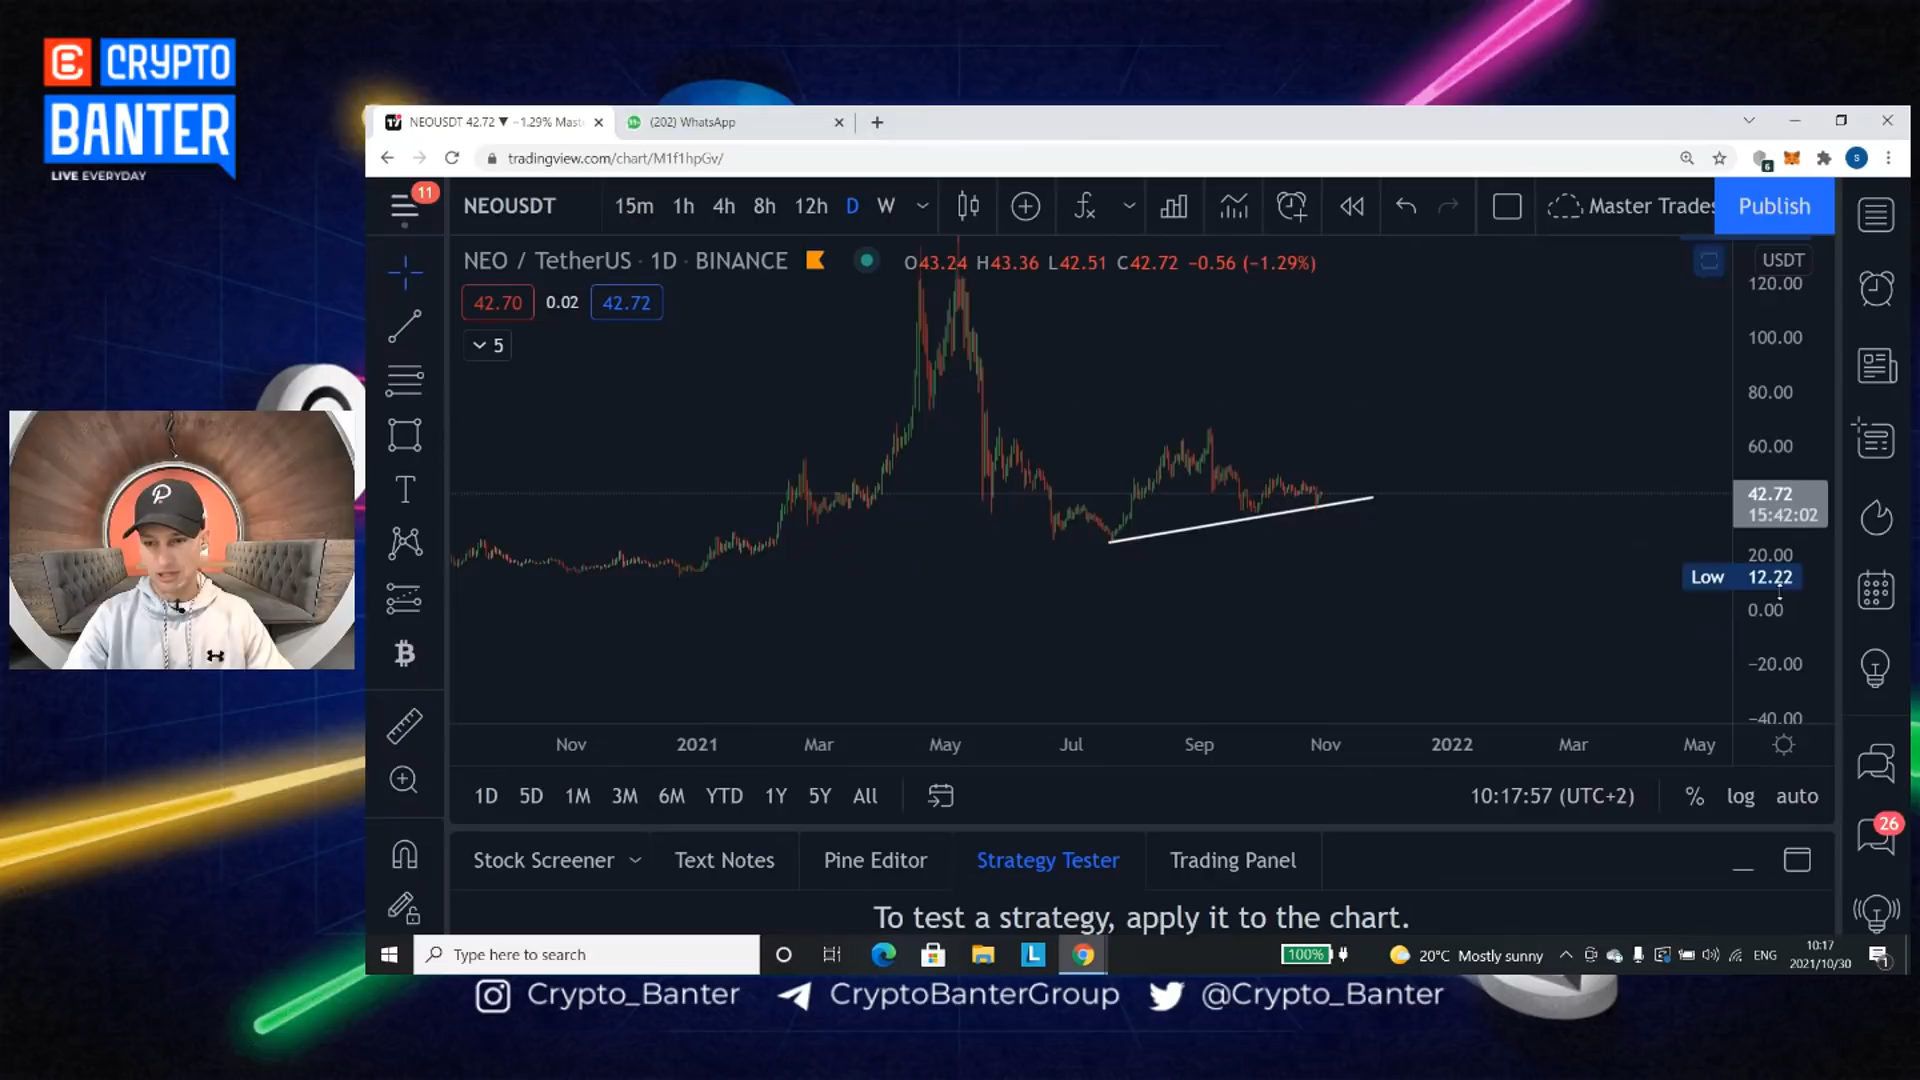 CRYPTO
BANTER
LIVE EVERYDAY
NEOUSDT 42.72 ▼ −1.29% Mast
(202) WhatsApp
tradingview.com/chart/M1f1hpGv/
11
NEOUSDT
15m 1h 4h 8h 12h D W
Master Trades
Publish
NEO / TetherUS · 1D · BINANCE
O43.24 H43.36 L42.51 C42.72 −0.56 (−1.29%)
USDT
42.70 0.02 42.72
5
120.00
100.00
80.00
60.00
42.72
15:42:02
20.00
Low 12.22
0.00
−20.00
−40.00
Nov 2021 Mar May Jul Sep Nov 2022 Mar May
1D 5D 1M 3M 6M YTD 1Y 5Y All
10:17:57 (UTC+2) % log auto
26
Stock Screener Text Notes Pine Editor Strategy Tester Trading Panel
To test a strategy, apply it to the chart.
Type here to search
100%
20°C Mostly sunny
ENG
10:17
2021/10/30
Crypto_Banter CryptoBanterGroup @Crypto_Banter